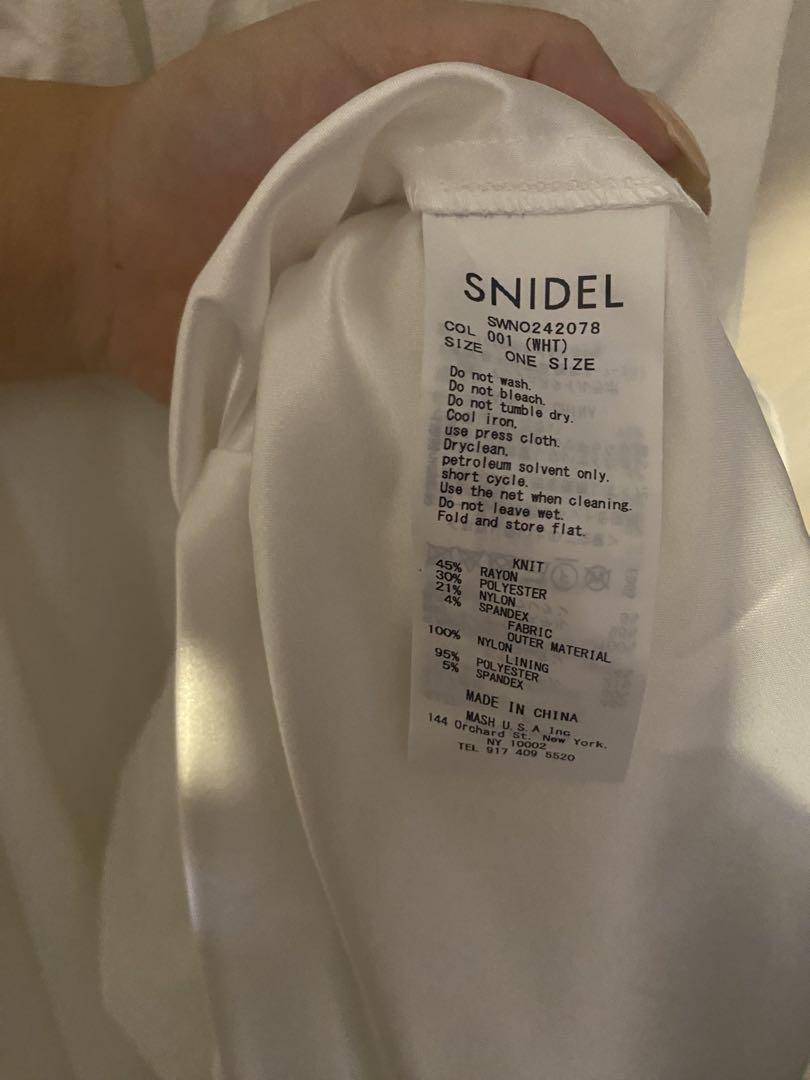 SNIDEL
SWNO242078
COL 001 (WHT)
SIZE ONE SIZE
Do not wash.
Do not bleach.
Do not tumble dry.
Cool iron,
use press cloth.
Dryclean,
petroleum solvent only.
short cycle.
Use the net when cleaning.
Do not leave wet.
Fold and store flat.
KNIT
45% RAYON
30% POLYESTER
21% NYLON
4% SPANDEX
FABRIC
OUTER MATERIAL
100% NYLON
LINING
95% POLYESTER
5% SPANDEX
MADE IN CHINA
MASH U.S.A Inc
144 Orchard St. New York.
NY 10002
TEL 917 409 5520